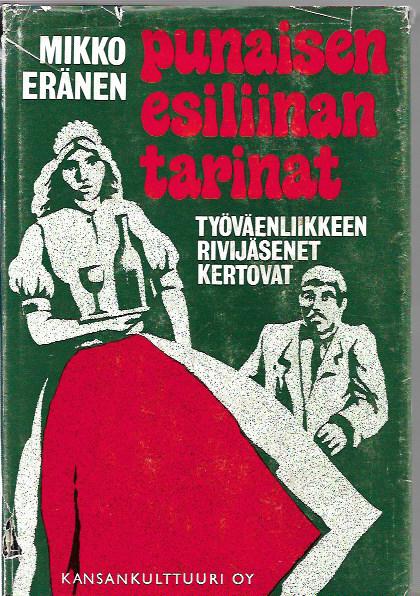 MIKKO
ERÄNEN
punaisen
esiliinan
tarinat
TYÖVÄENLIIKKEEN
RIVIJÄSENET
KERTOVAT
KANSANKULTTUURI OY